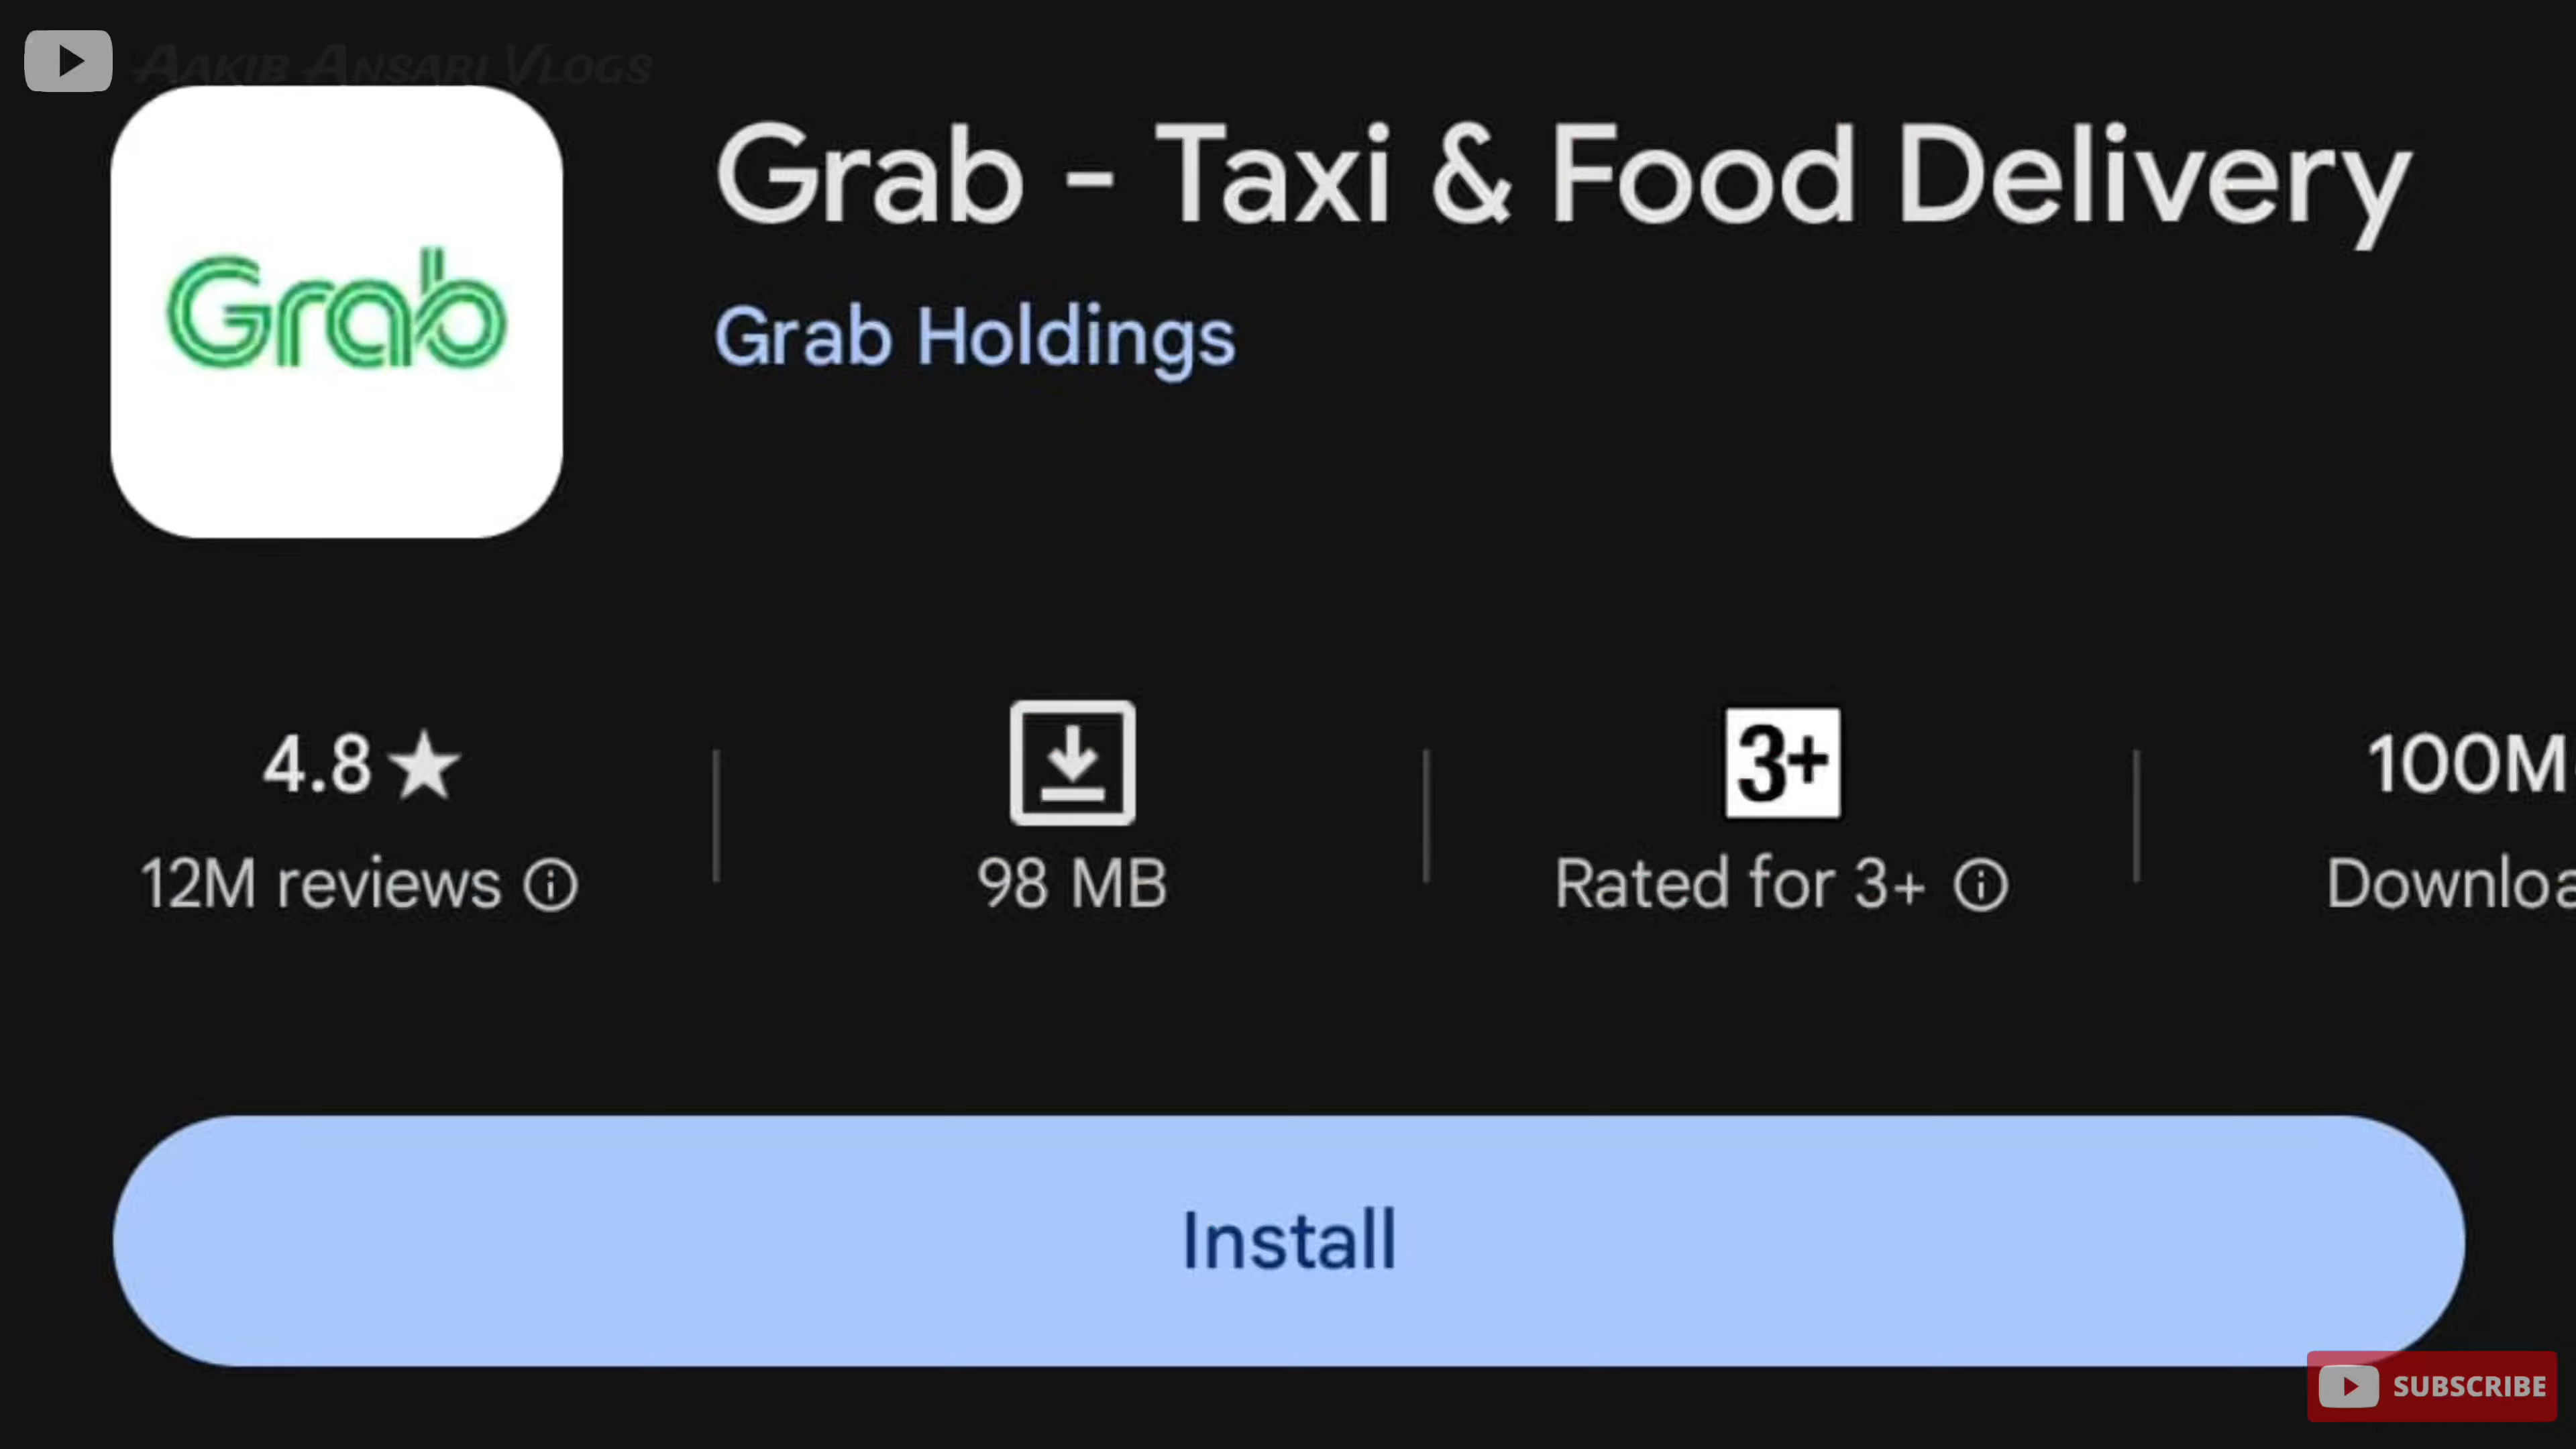 AAKIB ANSARI VLOGS
Grab - Taxi & Food Delivery
Grab
Grab Holdings
4.8★
3+
100M
12M reviews
98 MB
Rated for 3+
Downloa
Install
SUBSCRIBE